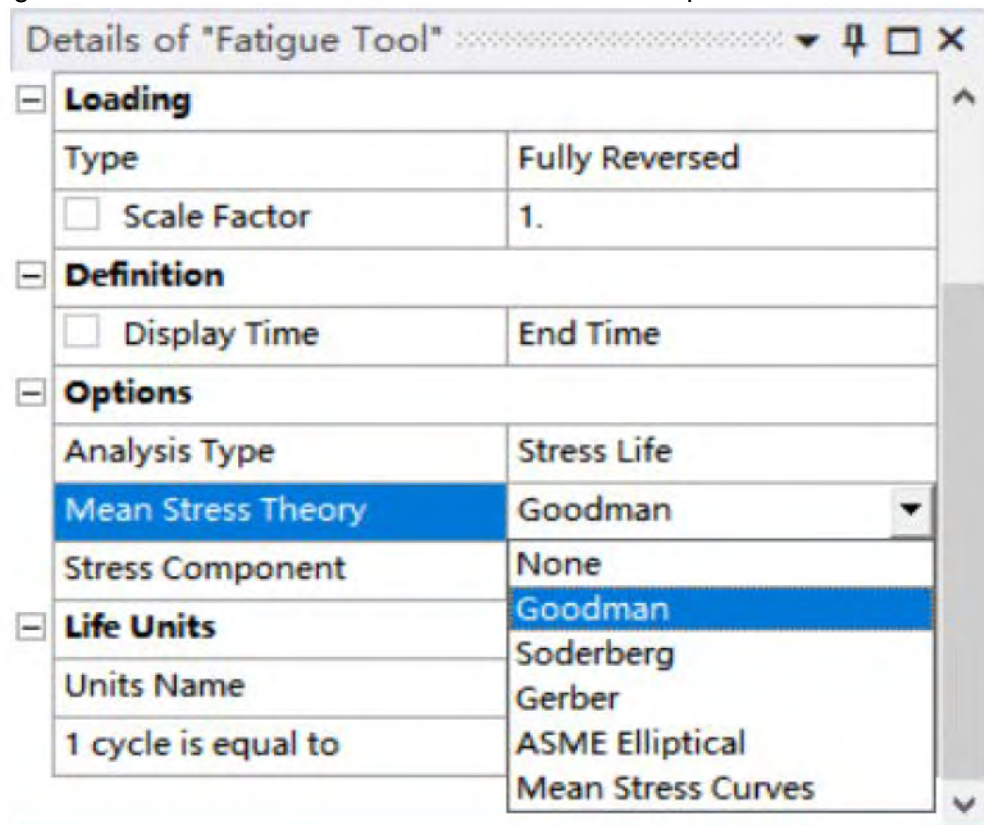 Details of "Fatigue Tool"
Loading
Type Fully Reversed
Scale Factor 1.
Definition
Display Time End Time
Options
Analysis Type Stress Life
Mean Stress Theory Goodman
Stress Component None
Goodman
Life Units Soderberg
Units Name Gerber
1 cycle is equal to ASME Elliptical
Mean Stress Curves